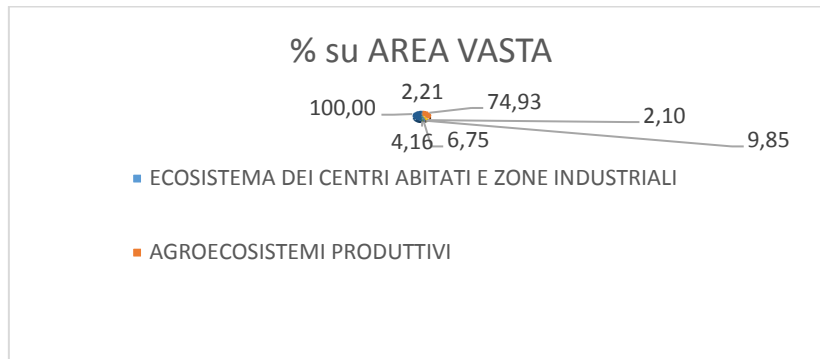 % su AREA VASTA
2,21
74,93
100,00
2,10
4,16
6,75
9,85
ECOSISTEMA DEI CENTRI ABITATI E ZONE INDUSTRIALI
AGROECOSISTEMI PRODUTTIVI